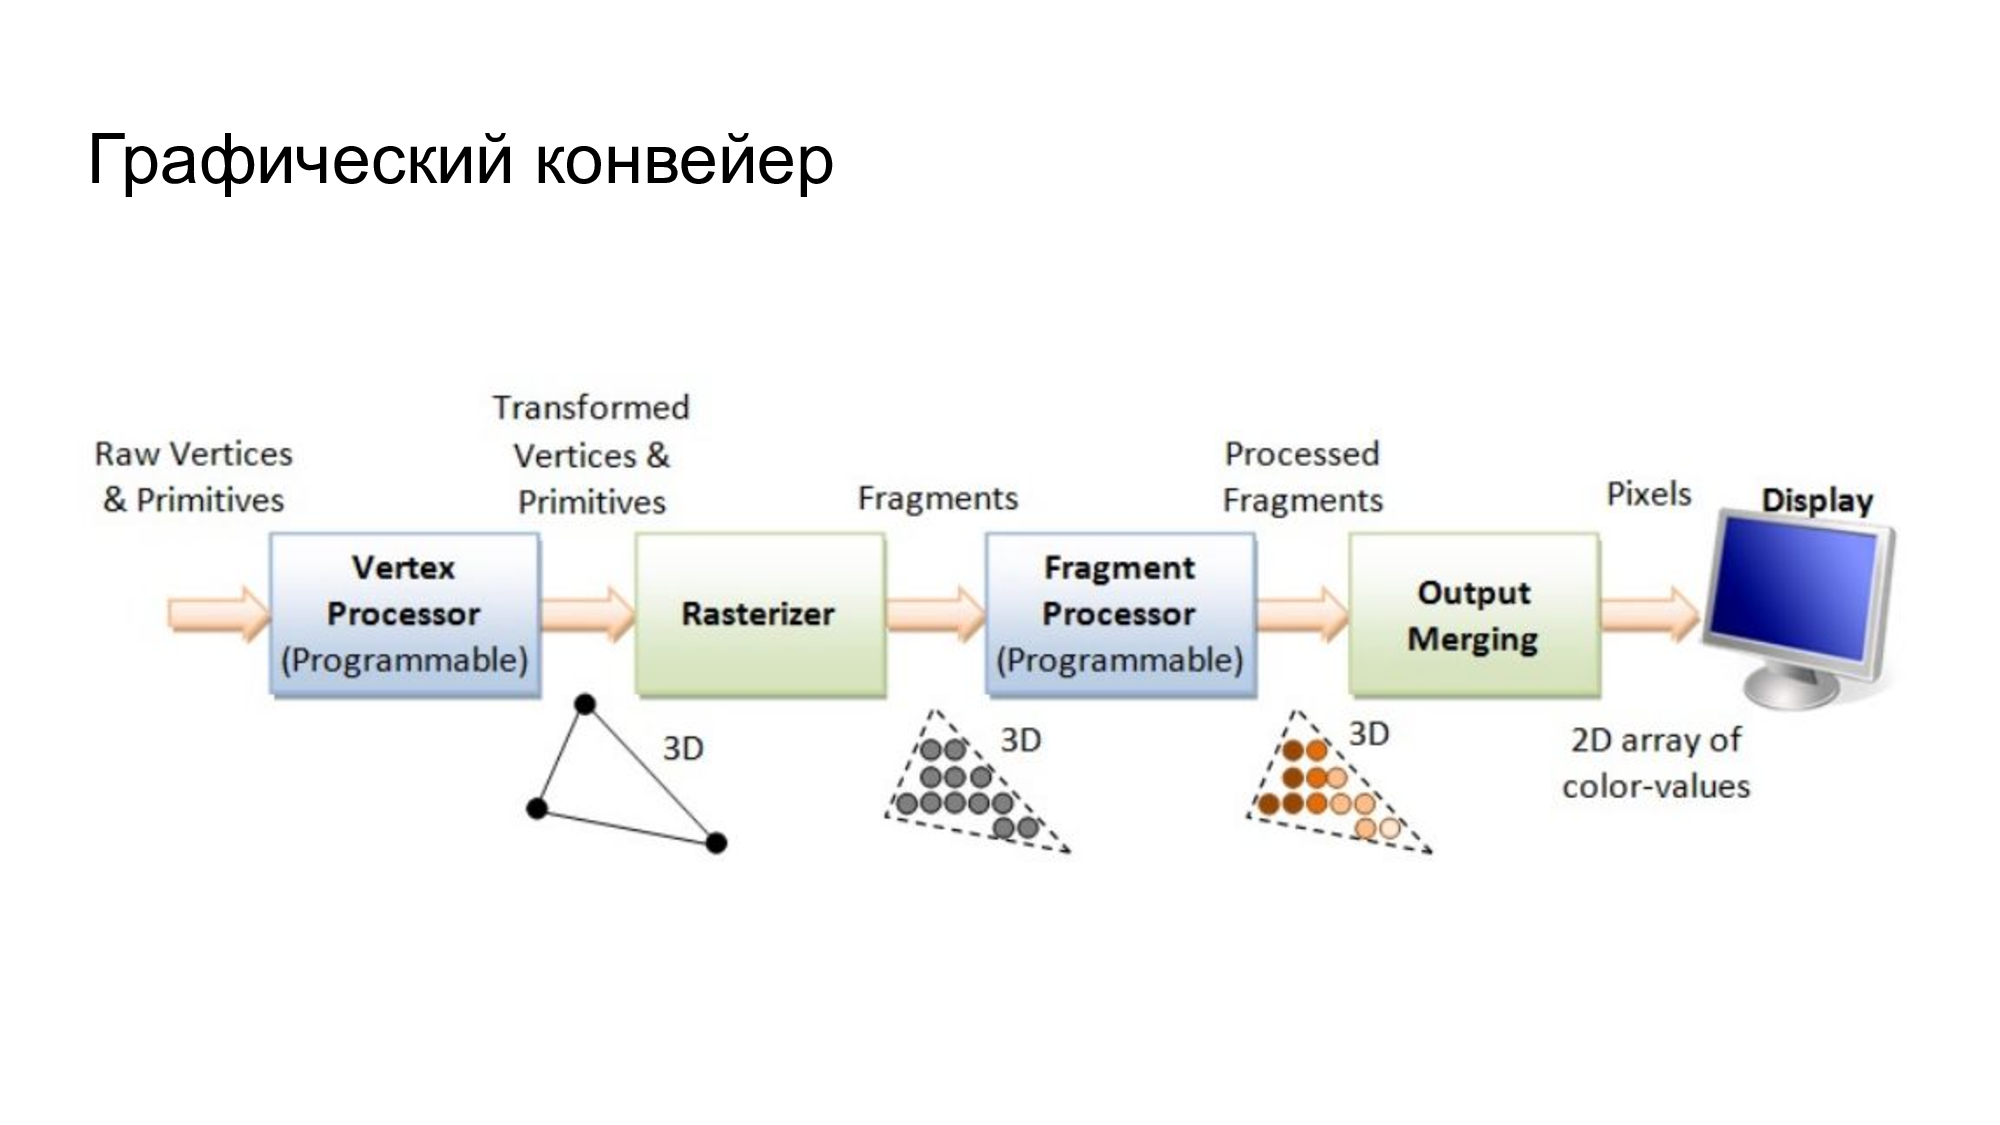 Графический конвейер
Raw Vertices
& Primitives
Transformed
Vertices &
Primitives
Fragments
Processed
Fragments
Pixels
Display
Vertex
Processor
(Programmable)
Rasterizer
Fragment
Processor
(Programmable)
Output
Merging
3D
3D
3D
2D array of
color-values